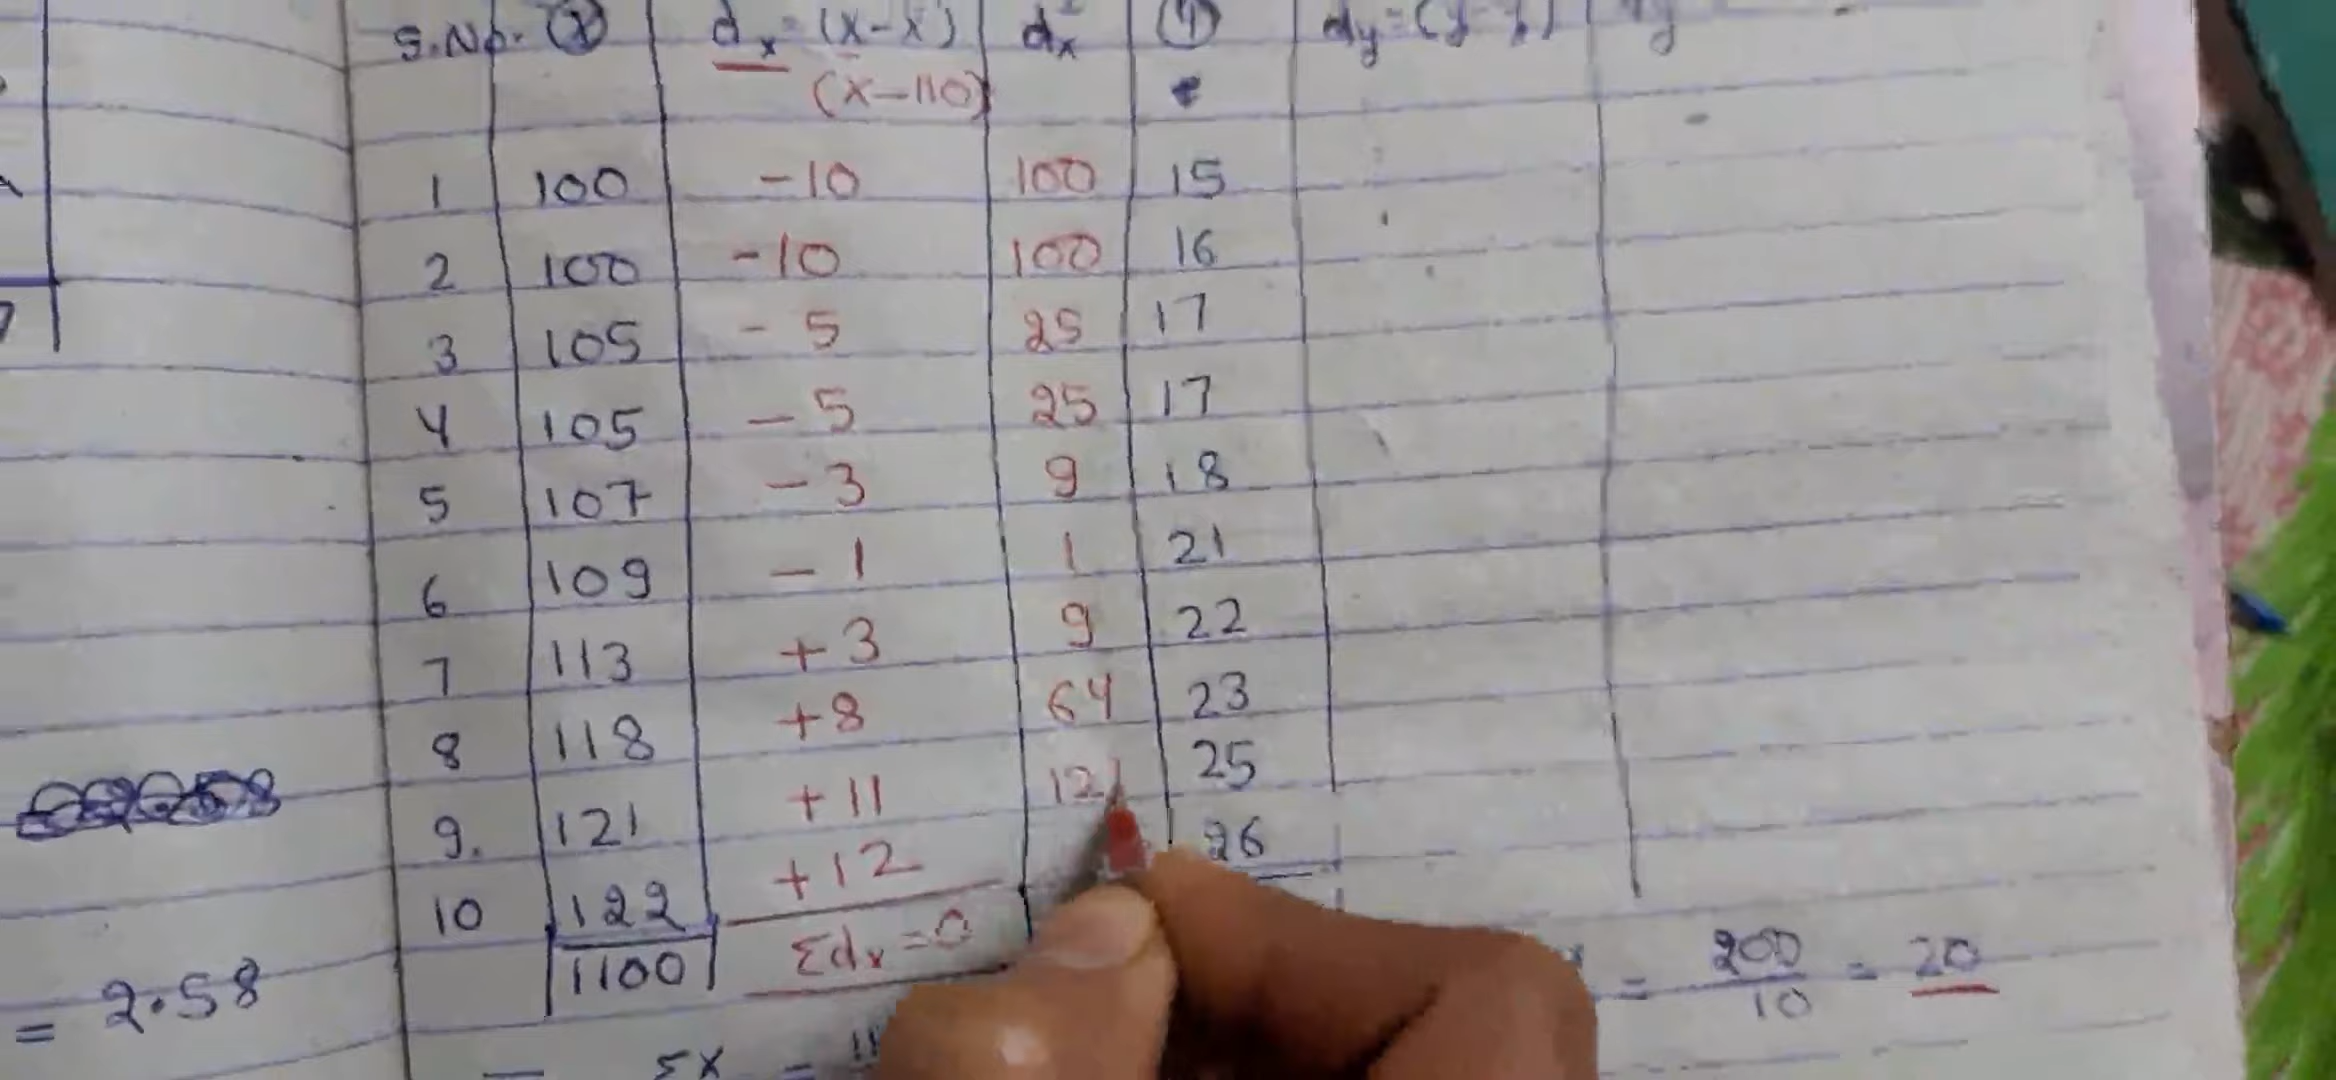 S.No. (X) dx = (x-x̄) dx² (Y) dy = (y-ȳ)
(x-110)
1 100 -10 100 15
2 100 -10 100 16
3 105 - 5 25 17
4 105 - 5 25 17
5 107 - 3 9 18
6 109 - 1 1 21
7 113 +3 9 22
8 118 +8 64 23
9. 121 +11 121 25
10 122 +12 26
1100 Σdx = 0
= 200/10 = 20
= 2.58
ΣX =